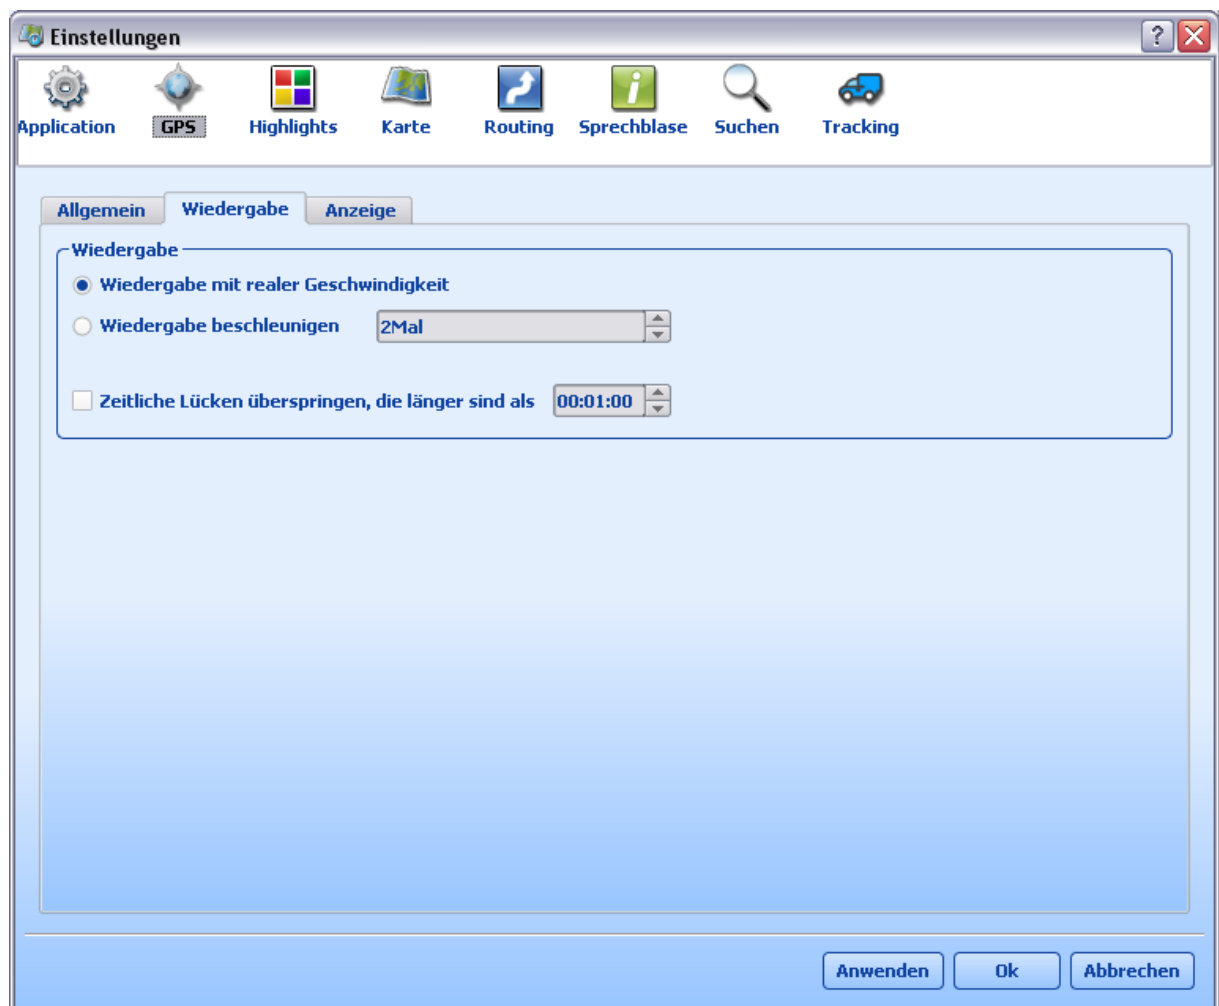 Einstellungen
Application GPS Highlights Karte Routing Sprechblase Suchen Tracking
Allgemein Wiedergabe Anzeige
Wiedergabe
Wiedergabe mit realer Geschwindigkeit
Wiedergabe beschleunigen 2Mal
Zeitliche Lücken überspringen, die länger sind als 00:01:00
Anwenden Ok Abbrechen